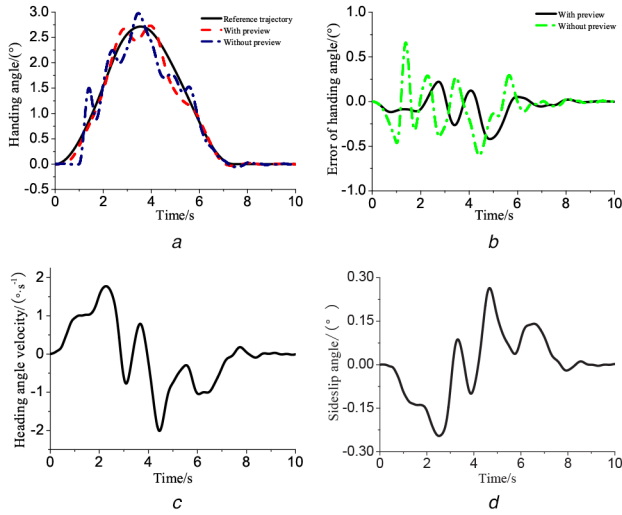 Handing angle/(°)
3.0
2.5
2.0
1.5
1.0
0.5
0.0
-0.5
Reference trajectory
With preview
Without preview
0 2 4 6 8 10
Time/s
a
Error of handing angle/(°)
1.0
0.5
0.0
-0.5
-1.0
With preview
Without preview
0 2 4 6 8 10
Time/s
b
Heading angle velocity/(°·s⁻¹)
2
1
0
-1
-2
0 2 4 6 8 10
Time/s
c
Sideslip angle/(°)
0.30
0.15
0.00
-0.15
-0.30
0 2 4 6 8 10
Time/s
d